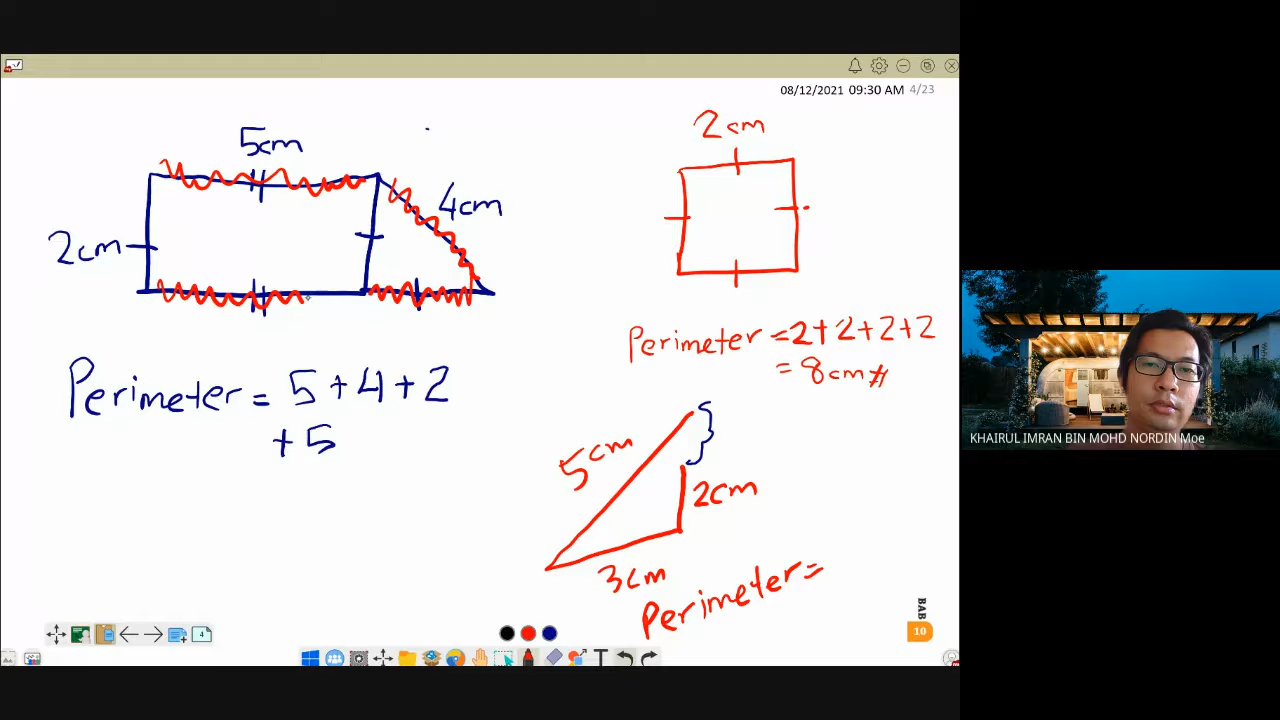 08/12/2021 09:30 AM 4/23
5cm
4cm
2cm
Perimeter = 5+4+2
+5
2cm
Perimeter = 2+2+2+2
= 8cm
5cm
2cm
3cm
Perimeter =
BAB
10
4
KHAIRUL IMRAN BIN MOHD NORDIN Moe